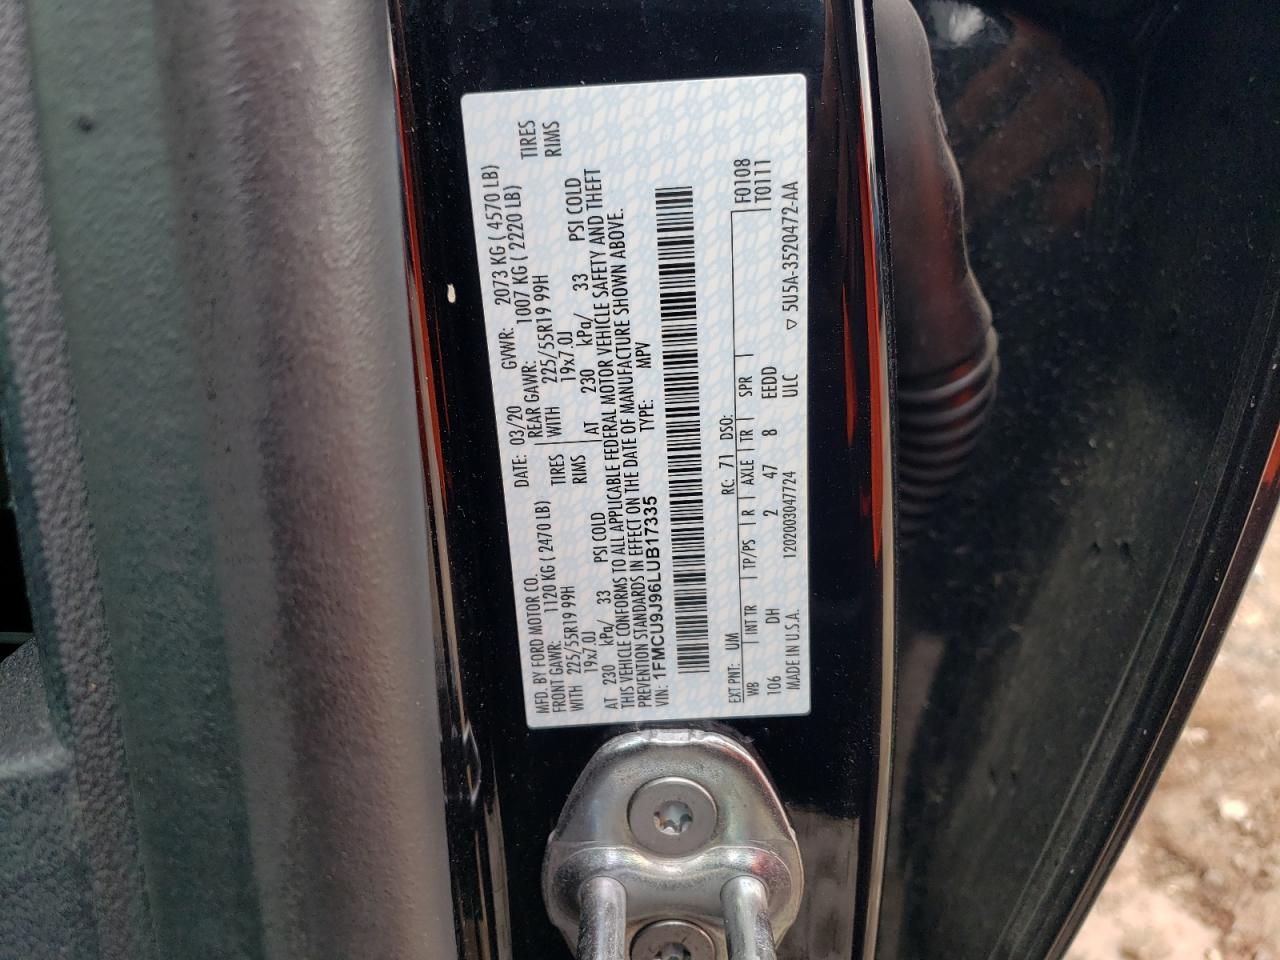 MFD. BY FORD MOTOR CO. DATE: 03/20 GVWR: 2073 KG ( 4570 LB)
FRONT GAWR: 1120 KG ( 2470 LB) REAR GAWR: 1007 KG ( 2220 LB)
WITH 225/55R19 99H TIRES WITH 225/55R19 99H TIRES
19x7.0J RIMS 19x7.0J RIMS
AT 230 kPa/ 33 PSI COLD AT 230 kPa/ 33 PSI COLD
THIS VEHICLE CONFORMS TO ALL APPLICABLE FEDERAL MOTOR VEHICLE SAFETY AND THEFT
PREVENTION STANDARDS IN EFFECT ON THE DATE OF MANUFACTURE SHOWN ABOVE.
VIN: 1FMCU9J96LUB17335 TYPE: MPV
EXT PNT: UM RC: 71 DSO: F0108
WB INT TR TP/PS R AXLE TR SPR T0111
106 DH 2 47 8 EEDD
MADE IN U.S.A. 1202003047724 ULC ▽ 5U5A-3520472-AA